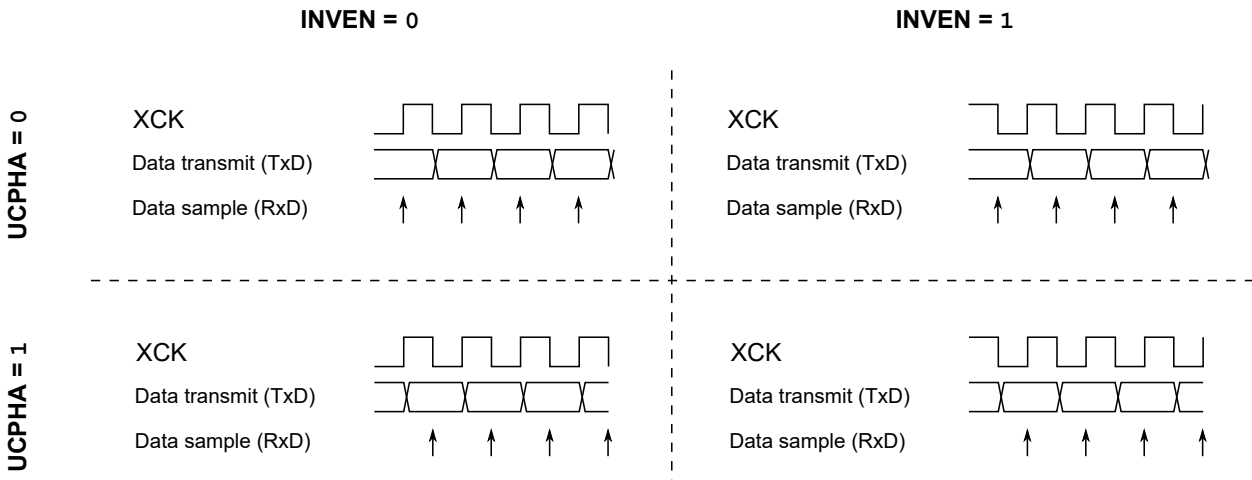 INVEN = 0
INVEN = 1
UCPHA = 0
XCK
Data transmit (TxD)
Data sample (RxD)
XCK
Data transmit (TxD)
Data sample (RxD)
UCPHA = 1
XCK
Data transmit (TxD)
Data sample (RxD)
XCK
Data transmit (TxD)
Data sample (RxD)